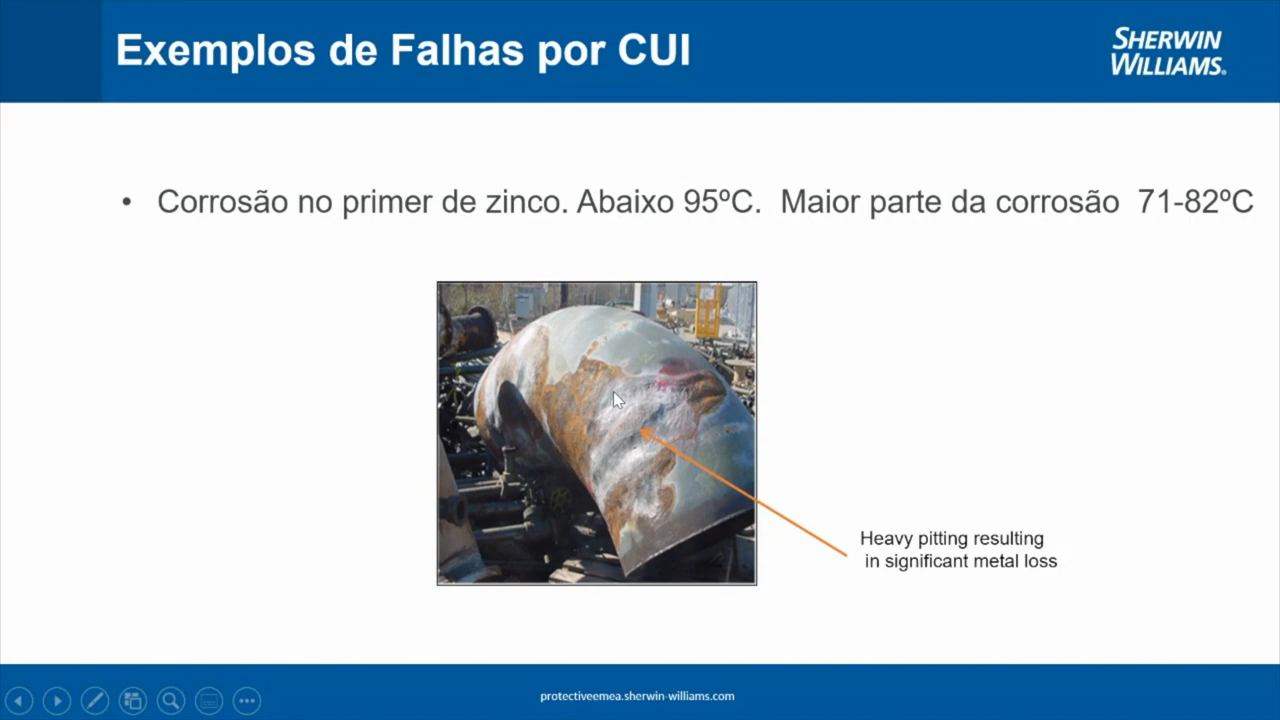 Exemplos de Falhas por CUI
SHERWIN
WILLIAMS.
• Corrosão no primer de zinco. Abaixo 95ºC. Maior parte da corrosão 71-82ºC
Heavy pitting resulting
in significant metal loss
protectiveemea.sherwin-williams.com